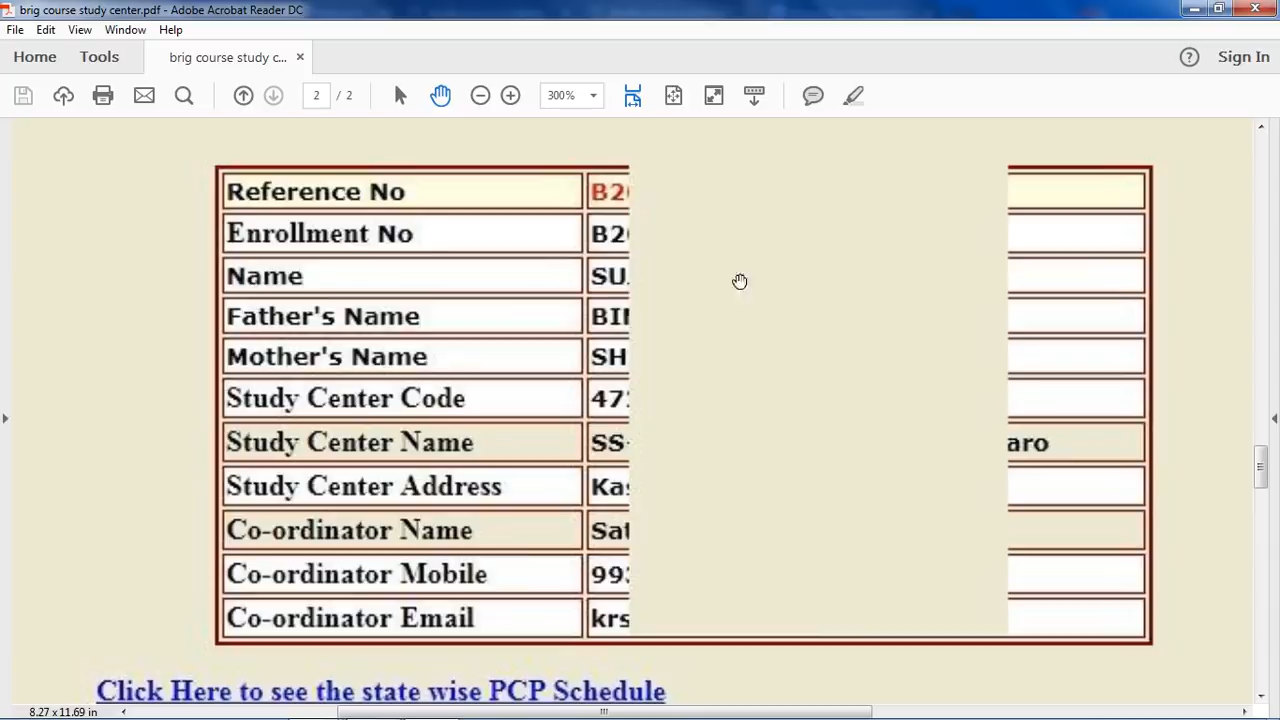 brig course study center.pdf - Adobe Acrobat Reader DC
File Edit View Window Help
Home Tools brig course study c... × Sign In
2 / 2 300%
Reference No B2
Enrollment No B2
Name SU
Father's Name BI
Mother's Name SH
Study Center Code 47
Study Center Name SS- aro
Study Center Address Ka
Co-ordinator Name Sat
Co-ordinator Mobile 99
Co-ordinator Email krs
Click Here to see the state wise PCP Schedule
8.27 x 11.69 in